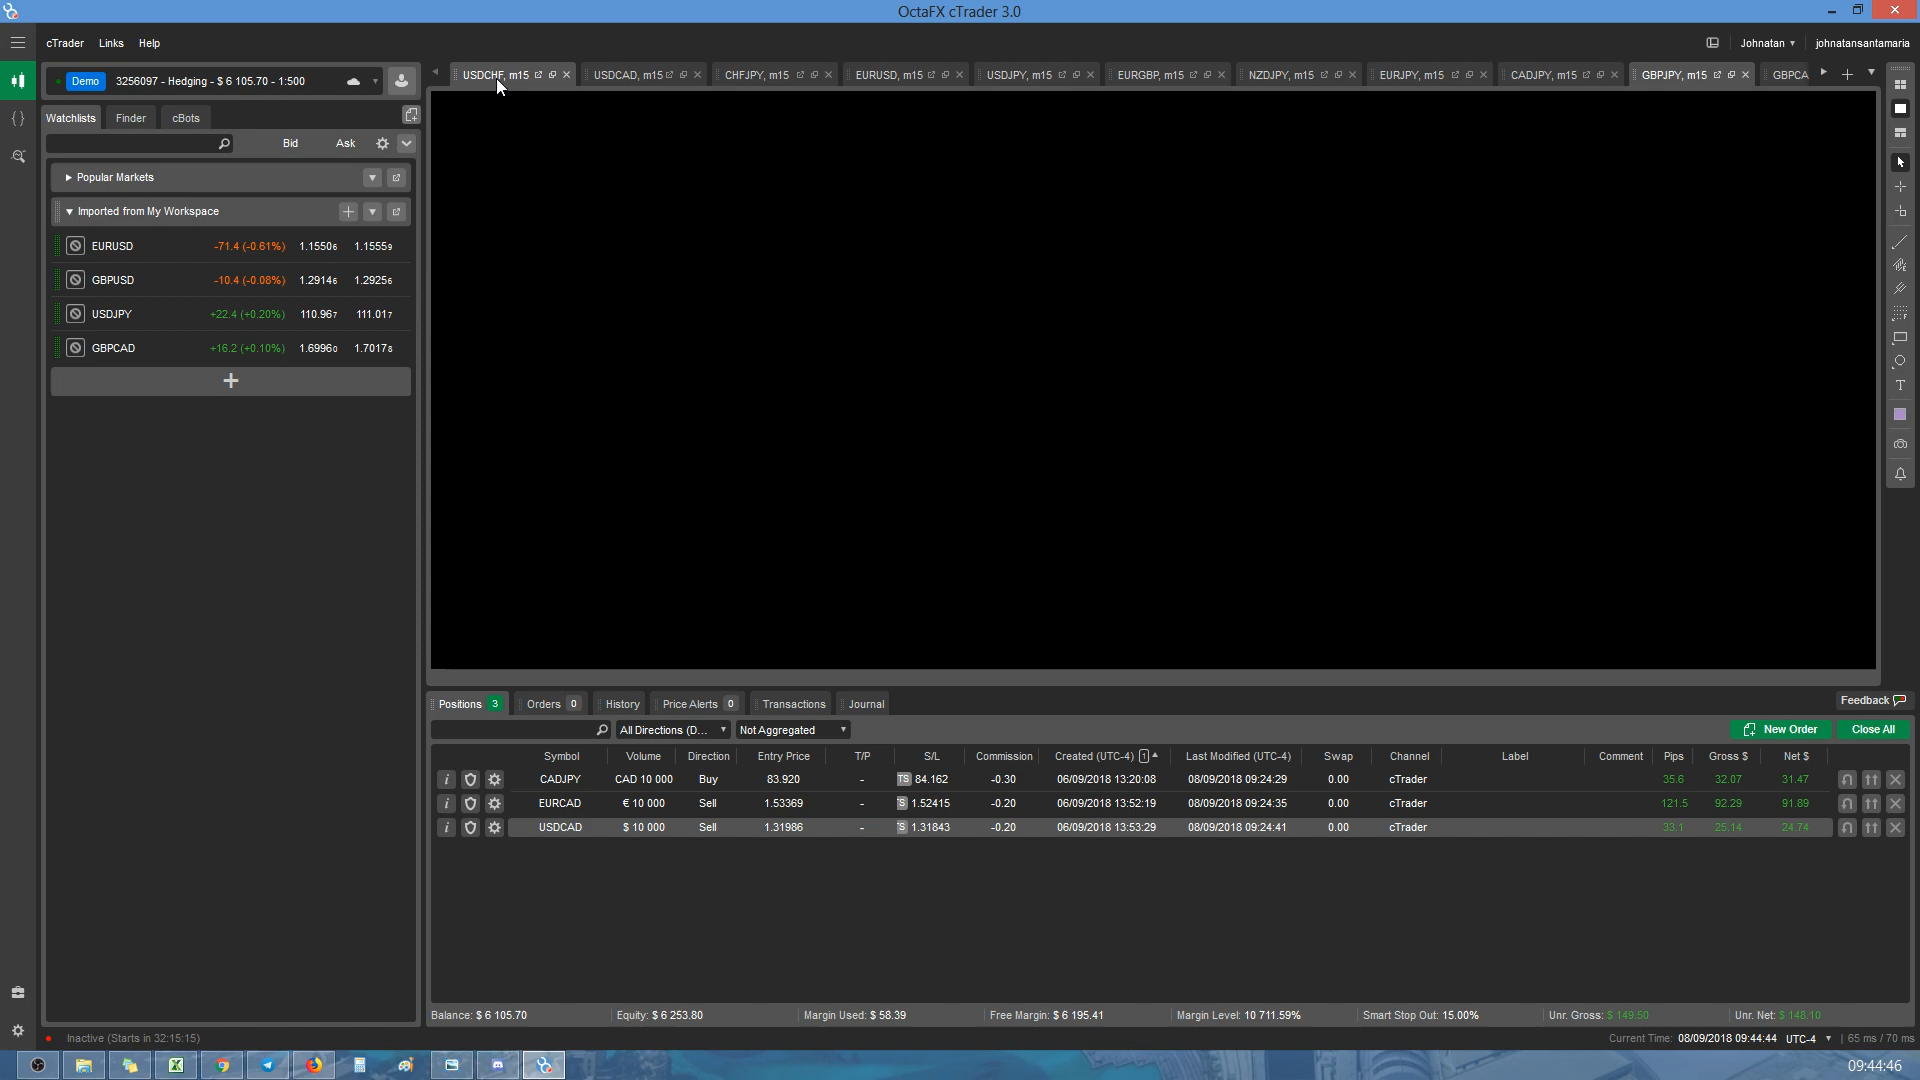 OctaFX cTrader 3.0
cTrader Links Help
Johnatan johnatansantamaria
Demo 3256097 - Hedging - $ 6 105.70 - 1:500
USDCHF, m15 USDCAD, m15 CHFJPY, m15 EURUSD, m15 USDJPY, m15 EURGBP, m15 NZDJPY, m15 EURJPY, m15 CADJPY, m15 GBPJPY, m15 GBPCA
Watchlists Finder cBots
Bid Ask
Popular Markets
Imported from My Workspace
EURUSD -71.4 (-0.61%) 1.15506 1.15559
GBPUSD -10.4 (-0.08%) 1.29146 1.29256
USDJPY +22.4 (+0.20%) 110.967 111.017
GBPCAD +16.2 (+0.10%) 1.69960 1.70178
Positions 3 Orders 0 History Price Alerts 0 Transactions Journal
Feedback
All Directions (D... Not Aggregated
New Order Close All
Symbol Volume Direction Entry Price T/P S/L Commission Created (UTC-4) 1 Last Modified (UTC-4) Swap Channel Label Comment Pips Gross $ Net $
CADJPY CAD 10 000 Buy 83.920 - TS 84.162 -0.30 06/09/2018 13:20:08 08/09/2018 09:24:29 0.00 cTrader 35.6 32.07 31.47
EURCAD € 10 000 Sell 1.53369 - TS 1.52415 -0.20 06/09/2018 13:52:19 08/09/2018 09:24:35 0.00 cTrader 121.5 92.29 91.89
USDCAD $ 10 000 Sell 1.31986 - TS 1.31843 -0.20 06/09/2018 13:53:29 08/09/2018 09:24:41 0.00 cTrader 33.1 25.14 24.74
Balance: $ 6 105.70 Equity: $ 6 253.80 Margin Used: $ 58.39 Free Margin: $ 6 195.41 Margin Level: 10 711.59% Smart Stop Out: 15.00% Unr. Gross: $ 149.50 Unr. Net: $ 148.10
Inactive (Starts in 32:15:15)
Current Time: 08/09/2018 09:44:44 UTC-4 65 ms / 70 ms
09:44:46